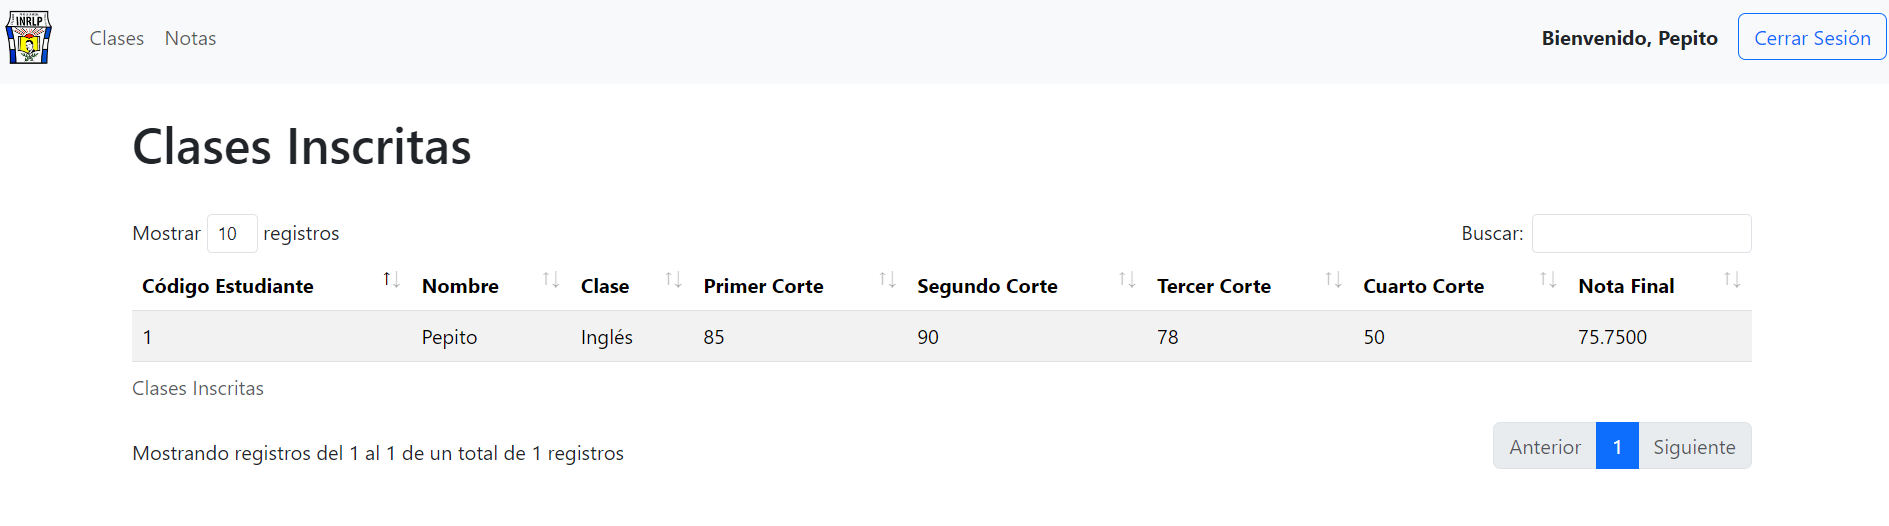 INRLP
Clases Notas Bienvenido, Pepito Cerrar Sesión
Clases Inscritas
Mostrar 10 registros Buscar:
Código Estudiante Nombre Clase Primer Corte Segundo Corte Tercer Corte Cuarto Corte Nota Final
1 Pepito Inglés 85 90 78 50 75.7500
Clases Inscritas
Mostrando registros del 1 al 1 de un total de 1 registros Anterior 1 Siguiente